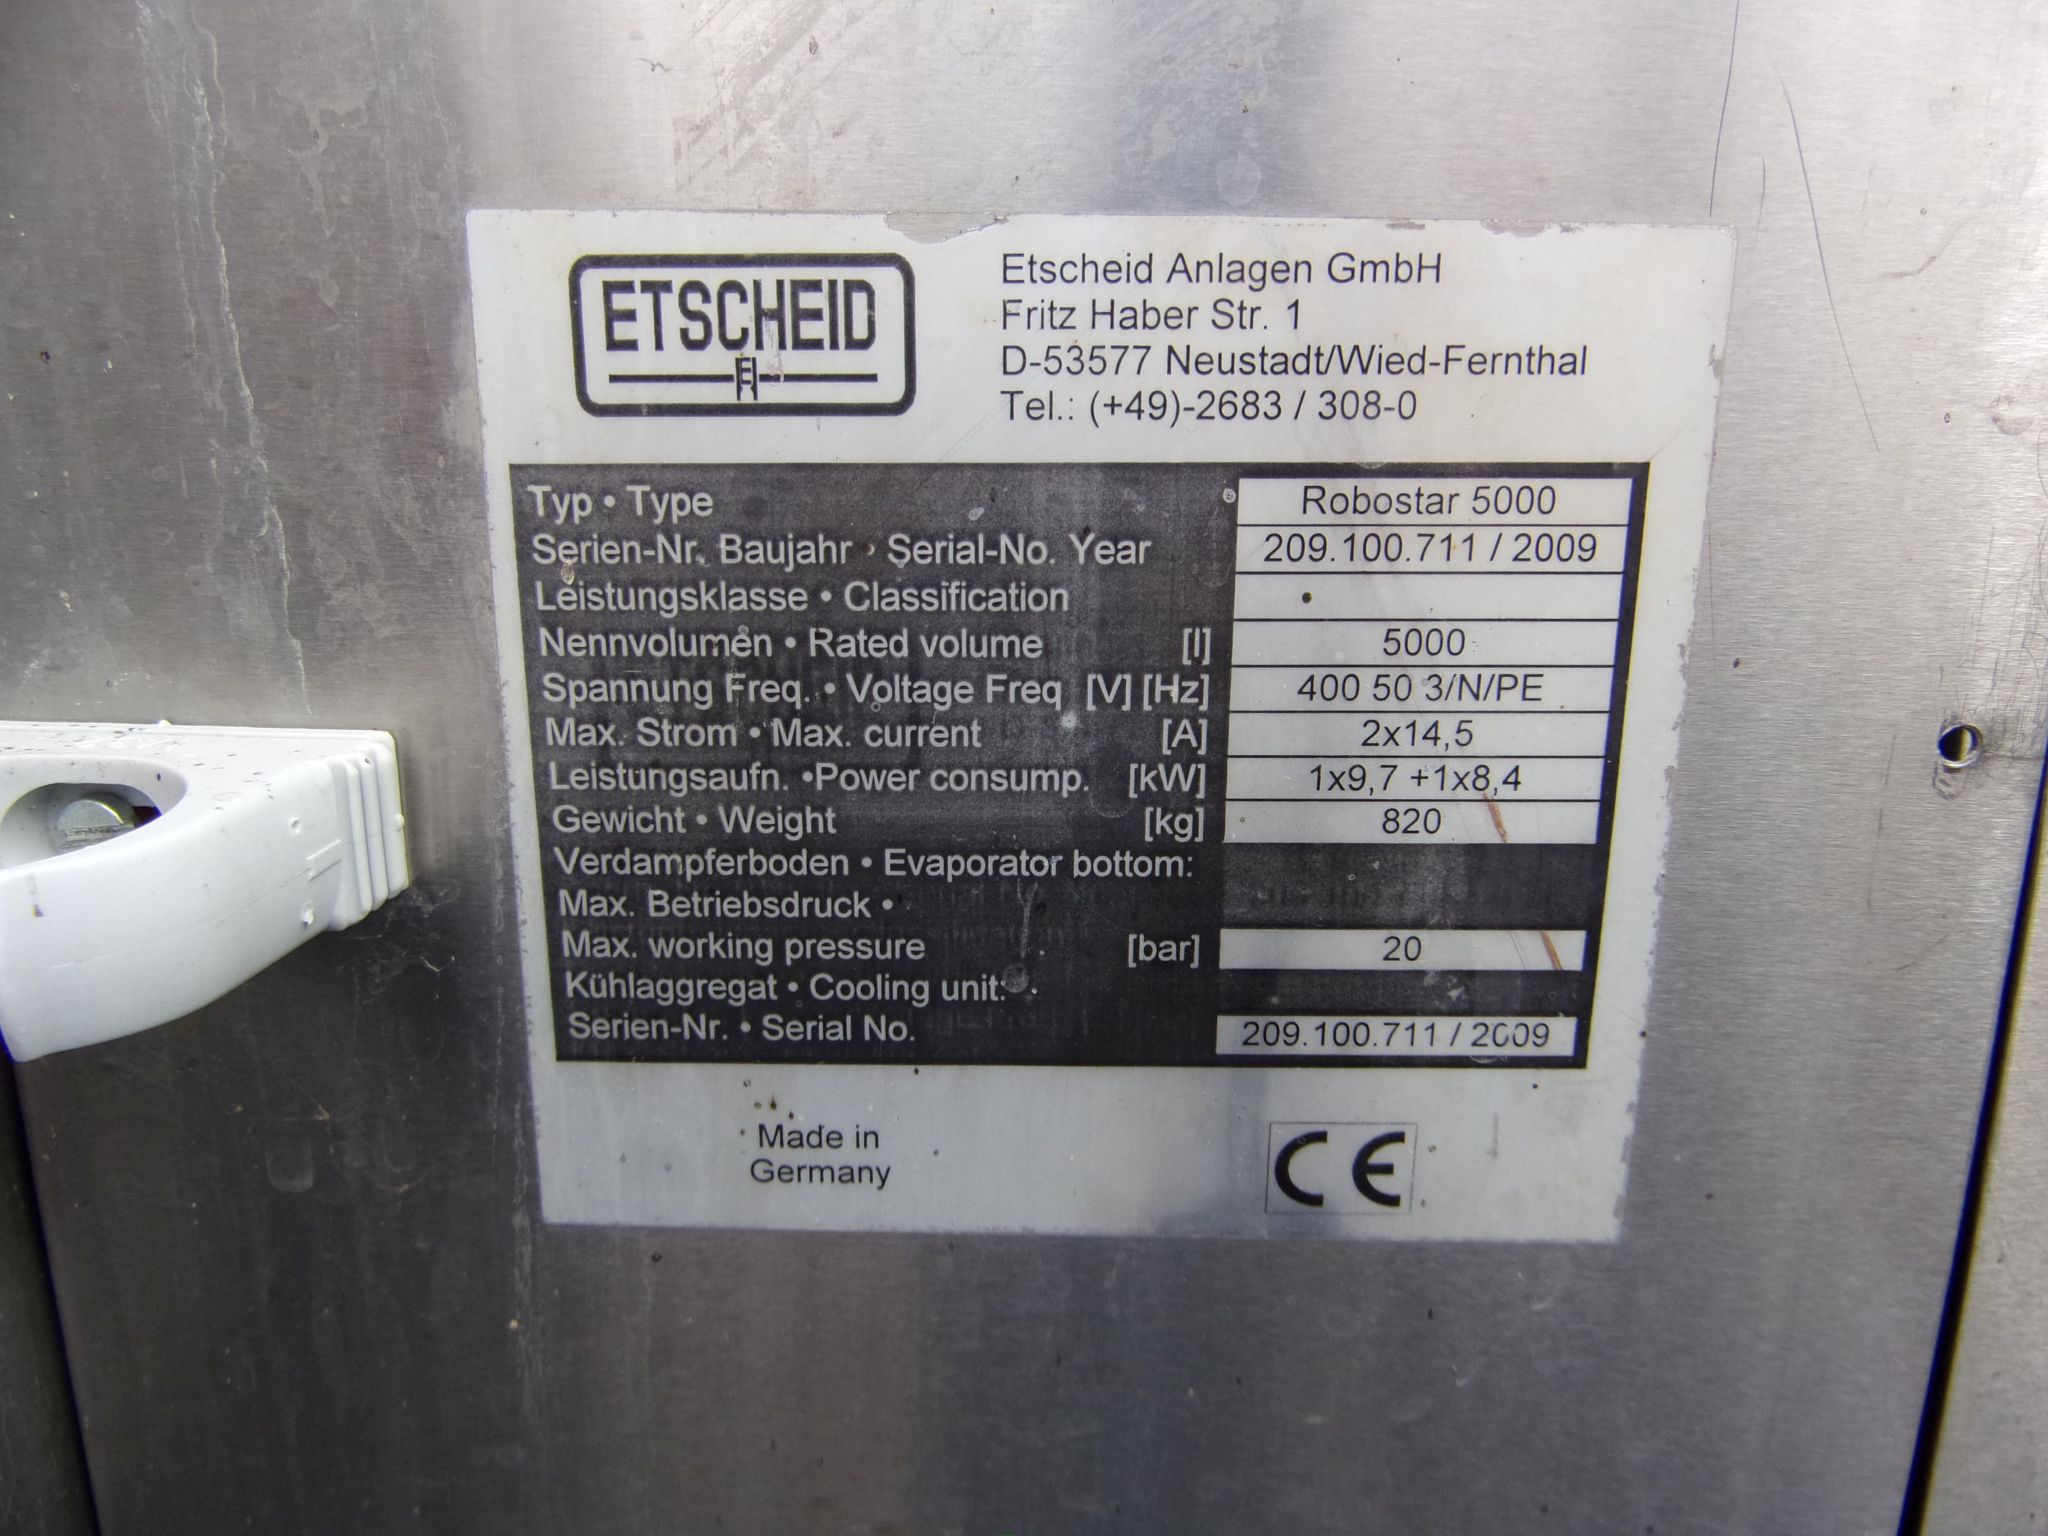 ETSCHEID
E
Etscheid Anlagen GmbH
Fritz Haber Str. 1
D-53577 Neustadt/Wied-Fernthal
Tel.: (+49)-2683 / 308-0
Typ • Type Robostar 5000
Serien-Nr. Baujahr • Serial-No. Year 209.100.711 / 2009
Leistungsklasse • Classification
Nennvolumen • Rated volume [l] 5000
Spannung Freq. • Voltage Freq [V] [Hz] 400 50 3/N/PE
Max. Strom • Max. current [A] 2x14,5
Leistungsaufn. •Power consump. [kW] 1x9,7 +1x8,4
Gewicht • Weight [kg] 820
Verdampferboden • Evaporator bottom:
Max. Betriebsdruck •
Max. working pressure [bar] 20
Kühlaggregat • Cooling unit:
Serien-Nr. • Serial No. 209.100.711 / 2009
Made in
Germany
CE